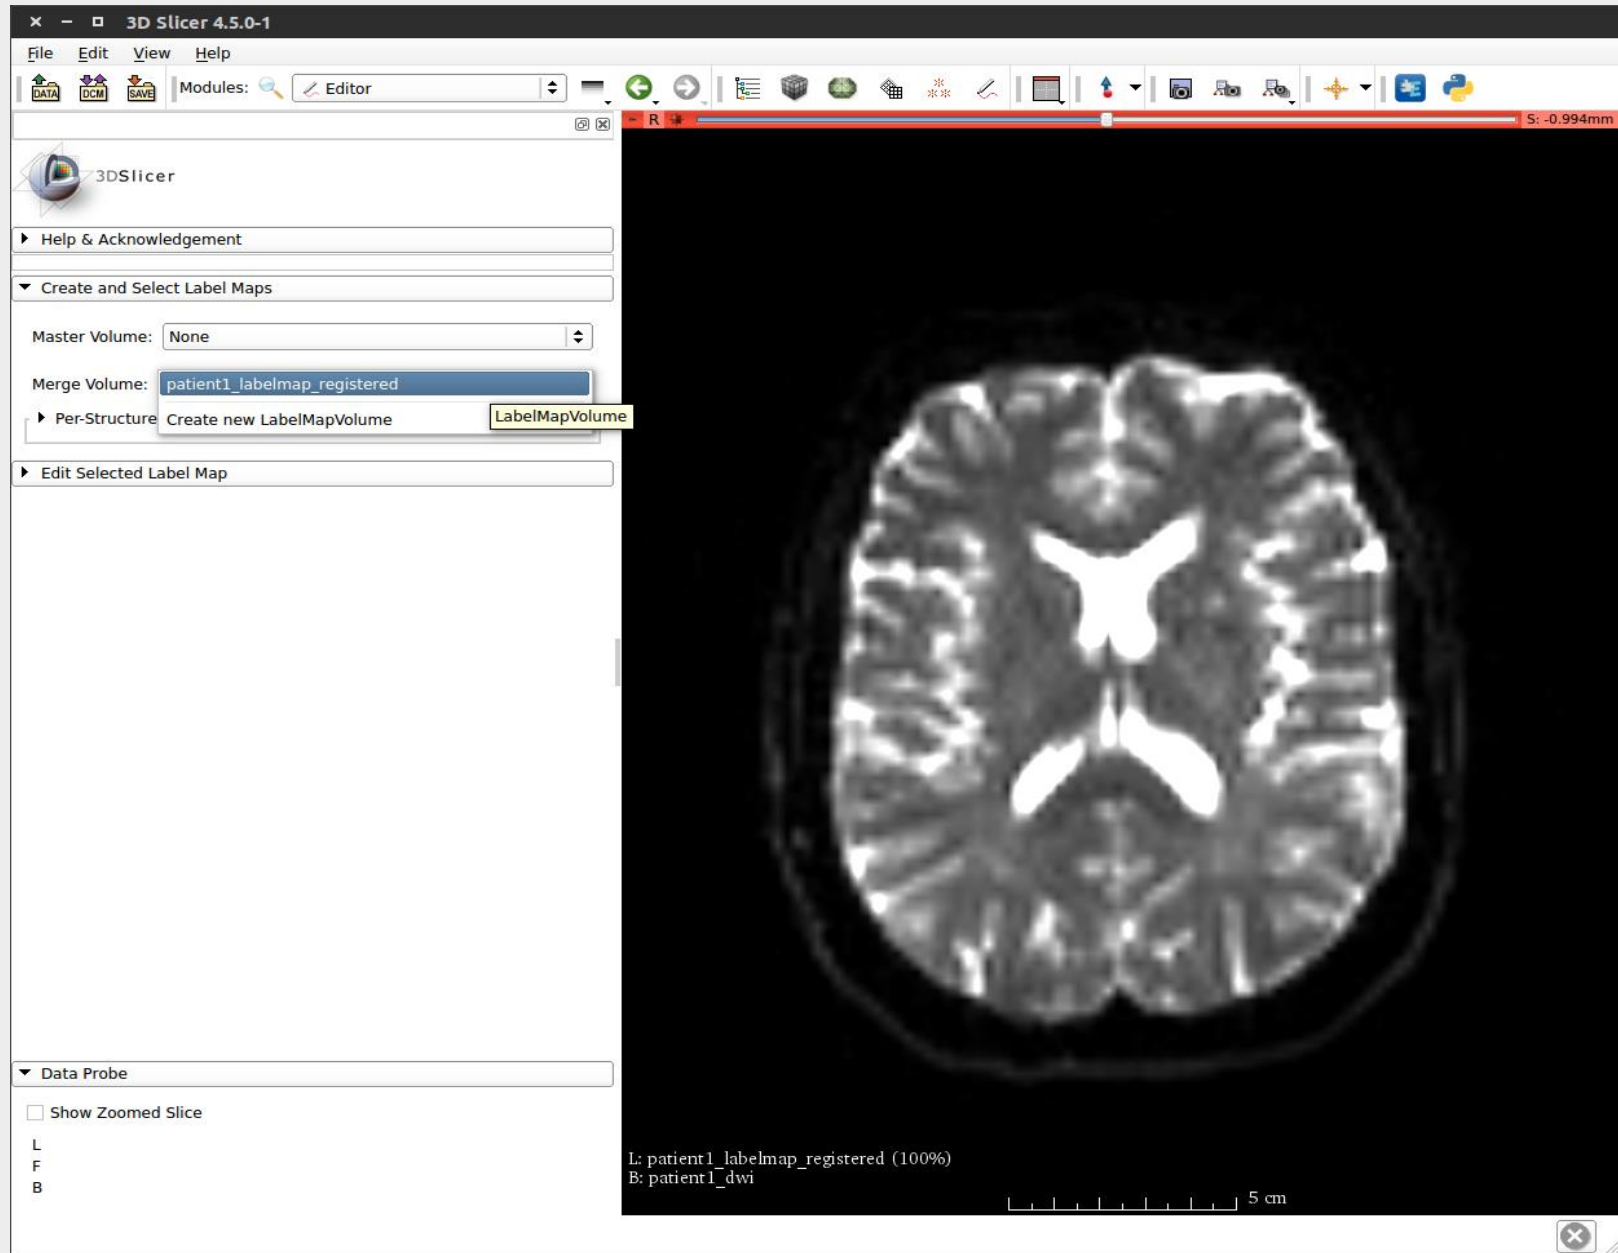 3D Slicer 4.5.0-1
File Edit View Help
DATA DCM SAVE Modules: Editor
R S: -0.994mm
3DSlicer
Help & Acknowledgement
Create and Select Label Maps
Master Volume: None
Merge Volume: patient1_labelmap_registered
Per-Structure Create new LabelMapVolume LabelMapVolume
Edit Selected Label Map
Data Probe
Show Zoomed Slice
L
F
B
L: patient1_labelmap_registered (100%)
B: patient1_dwi
5 cm